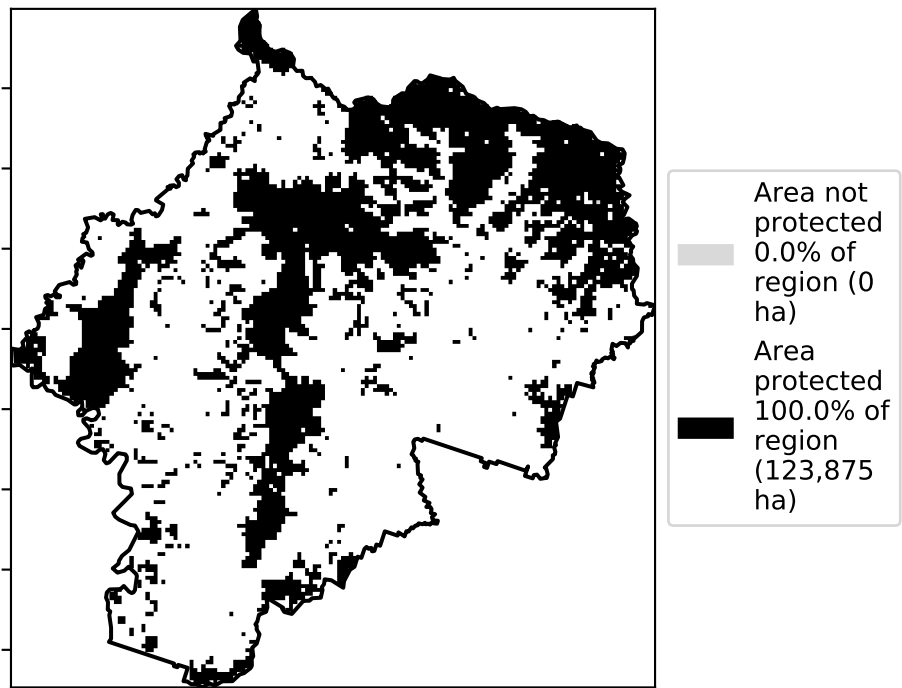 Area not
protected
0.0% of
region (0
ha)
Area
protected
100.0% of
region
(123,875
ha)